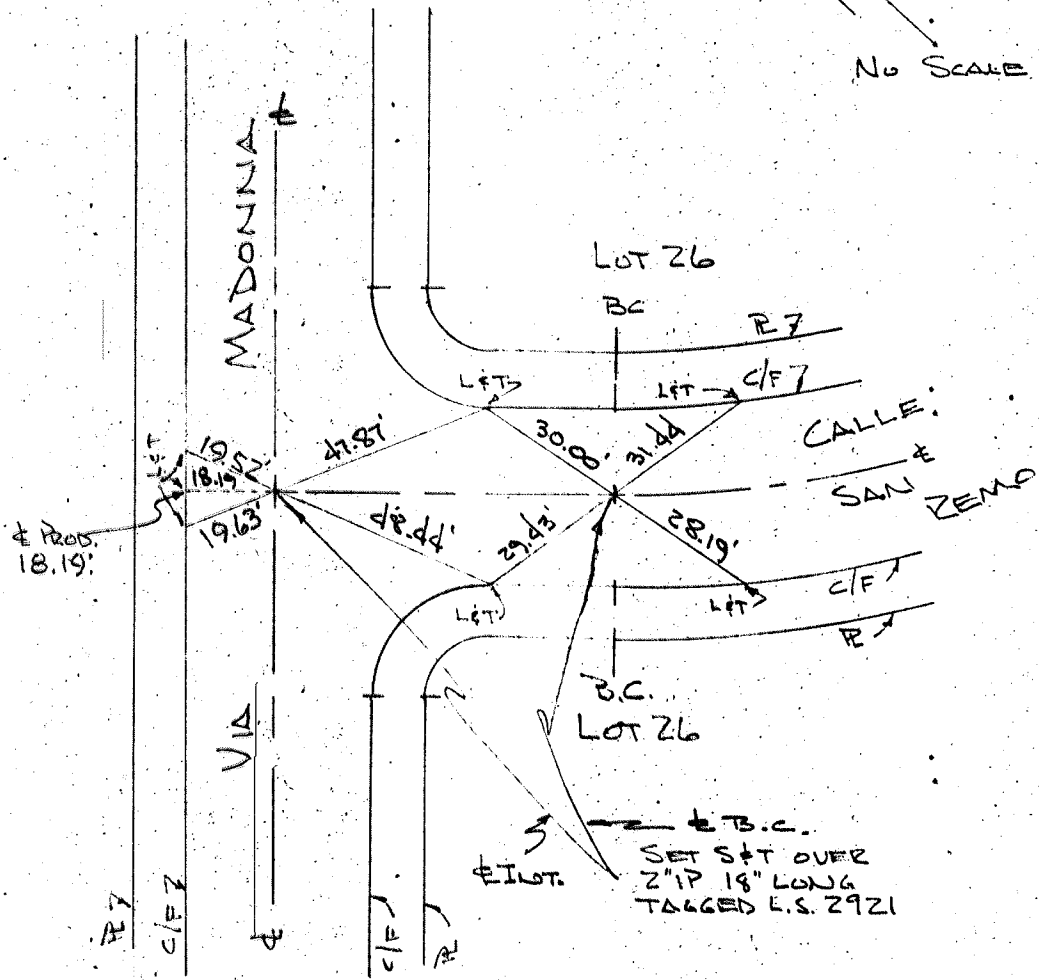 No SCALE
MADONNA
℄
LOT 26
BC
℄ 7
C/F 7
L&T
L&T
CALLE
SAN ZEMO
℄
47.87'
30.00'
31.44
L&T
19.52'
18.19'
19.63'
℄ PROD.
18.19'
48.44'
29.43'
28.19'
L&T
L&T
C/F
℄
VIA
B.C.
LOT 26
℄ B.C.
SET S&T OVER
2" IP 18" LONG
TAGGED L.S. 2921
℄ INT.
C/F 7
C/F
℄